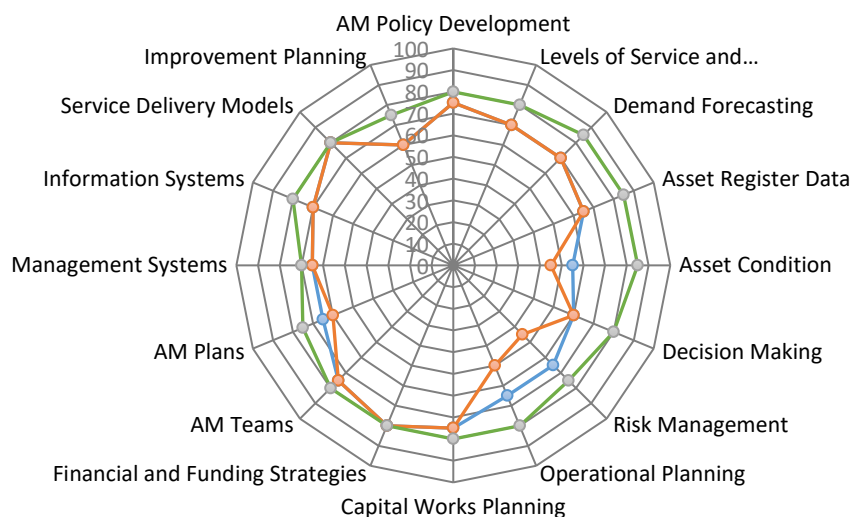 AM Policy Development
Levels of Service and…
Demand Forecasting
Asset Register Data
Asset Condition
Decision Making
Risk Management
Operational Planning
Capital Works Planning
Financial and Funding Strategies
AM Teams
AM Plans
Management Systems
Information Systems
Service Delivery Models
Improvement Planning
100
90
80
70
60
50
40
30
20
10
0